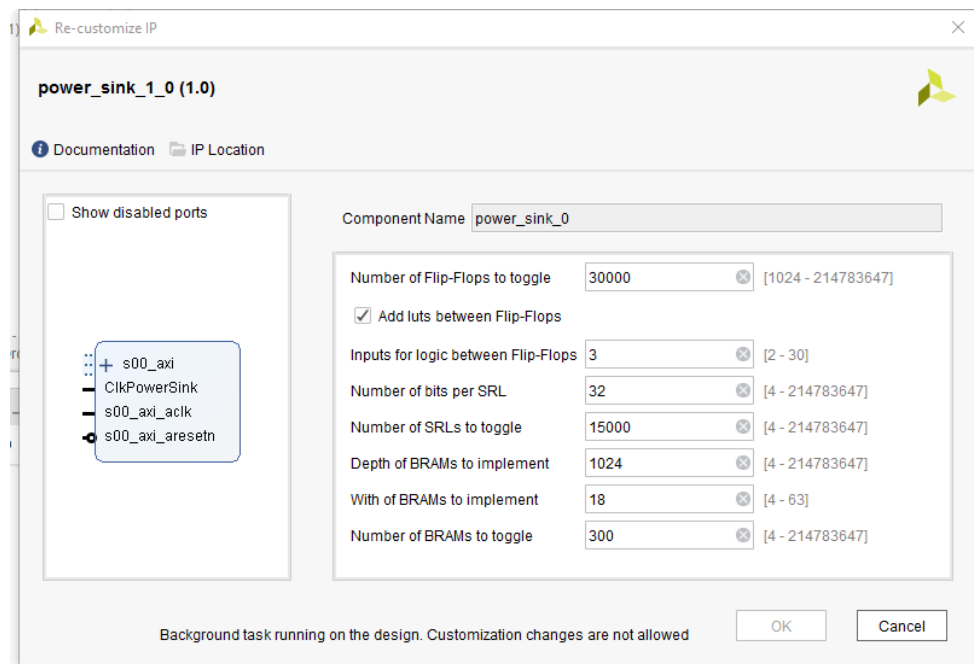 1)
Re-customize IP
power_sink_1_0 (1.0)
Documentation IP Location
Show disabled ports
Component Name power_sink_0
Number of Flip-Flops to toggle 30000 [1024 - 214783647]
Add luts between Flip-Flops
Inputs for logic between Flip-Flops 3 [2 - 30]
Number of bits per SRL 32 [4 - 214783647]
Number of SRLs to toggle 15000 [4 - 214783647]
Depth of BRAMs to implement 1024 [4 - 214783647]
With of BRAMs to implement 18 [4 - 63]
Number of BRAMs to toggle 300 [4 - 214783647]
s00_axi
ClkPowerSink
s00_axi_aclk
s00_axi_aresetn
Background task running on the design. Customization changes are not allowed
OK
Cancel